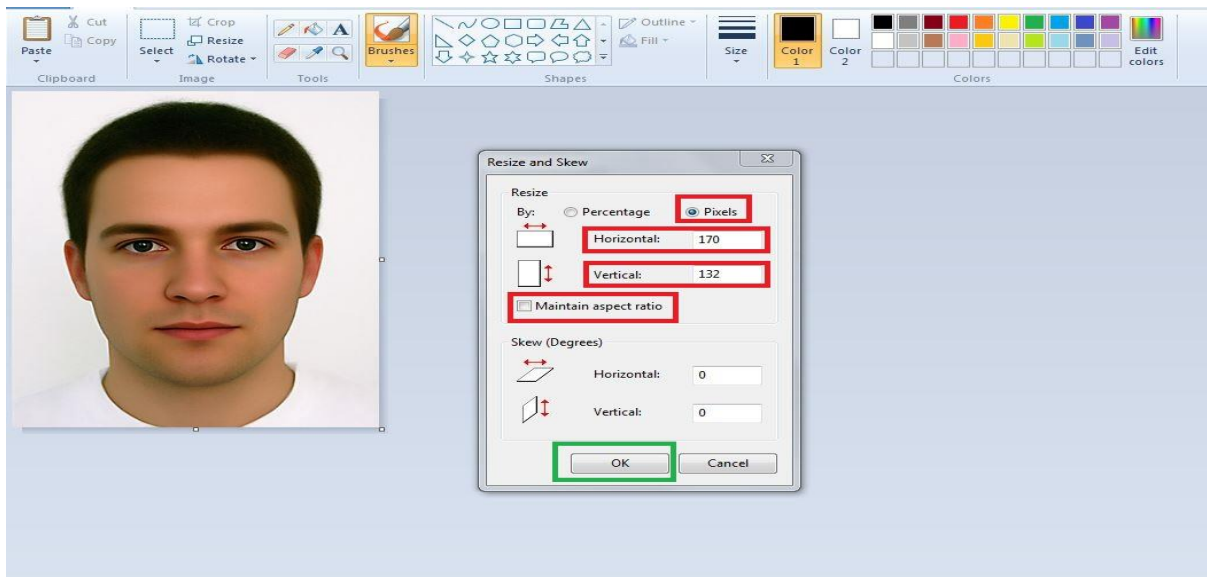 Cut Crop Outline
Copy Resize Fill
Paste Select Rotate A Brushes Size Color 1 Color 2 Edit colors
Clipboard Image Tools Shapes Colors
Resize and Skew
Resize
By: Percentage Pixels
Horizontal: 170
Vertical: 132
Maintain aspect ratio
Skew (Degrees)
Horizontal: 0
Vertical: 0
OK Cancel